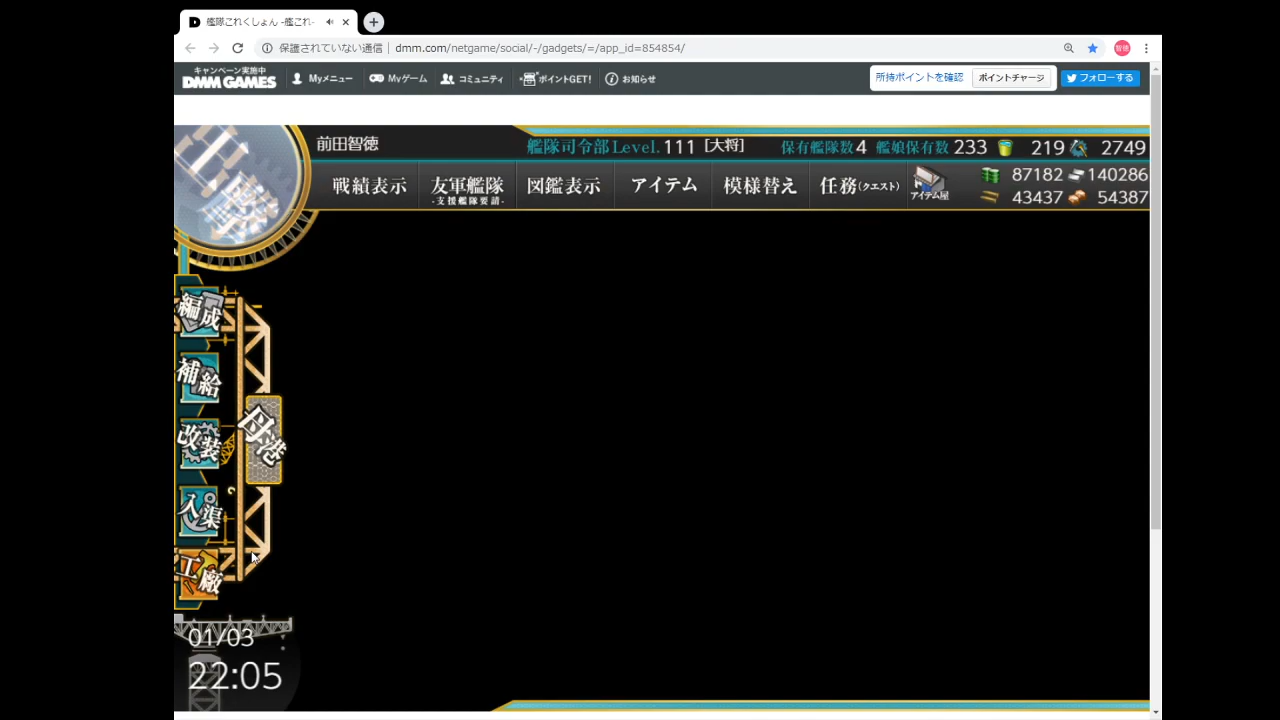 艦隊これくしょん -艦これ-
保護されていない通信 | dmm.com/netgame/social/-/gadgets/=/app_id=854854/
智徳
キャンペーン実施中
DMM GAMES
Myメニュー
Myゲーム
コミュニティ
ポイントGET!
お知らせ
所持ポイントを確認
ポイントチャージ
フォローする
前田智徳
艦隊司令部Level.111 [大将]
保有艦隊数4 艦娘保有数233
219 2749
戦績表示
友軍艦隊
-支援艦隊要請-
図鑑表示
アイテム
模様替え
任務(クエスト)
アイテム屋
87182 140286
43437 54387
出撃
編成
補給
改装
入渠
工廠
母港
01/03
22:05